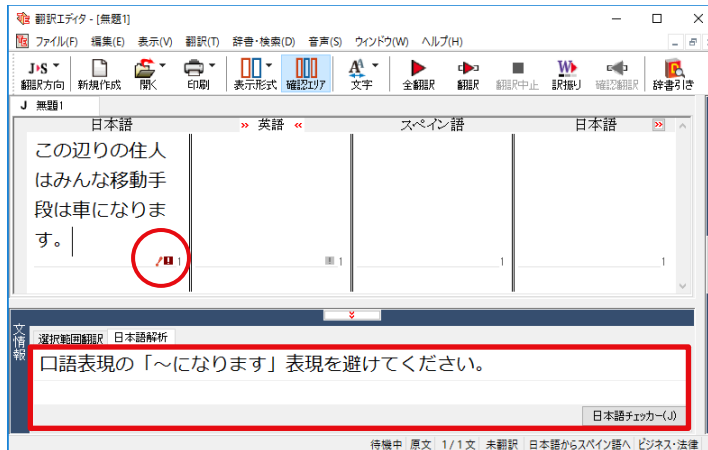 翻訳エディタ - [無題1]
ファイル(F) 編集(E) 表示(V) 翻訳(T) 辞書・検索(D) 音声(S) ウィンドウ(W) ヘルプ(H)
J›S
翻訳方向 新規作成 開く 印刷 表示形式 確認エリア 文字 全翻訳 翻訳 翻訳中止 訳振り 確認翻訳 辞書引き
J 無題1
日本語 » 英語 « スペイン語 日本語 »
この辺りの住人
はみんな移動手
段は車になりま
す。
1 1 1 1
文情報
選択範囲翻訳 日本語解析
口語表現の「～になります」表現を避けてください。
日本語チェッカー(J)
待機中 原文 1/1文 未翻訳 日本語からスペイン語へ ビジネス・法律